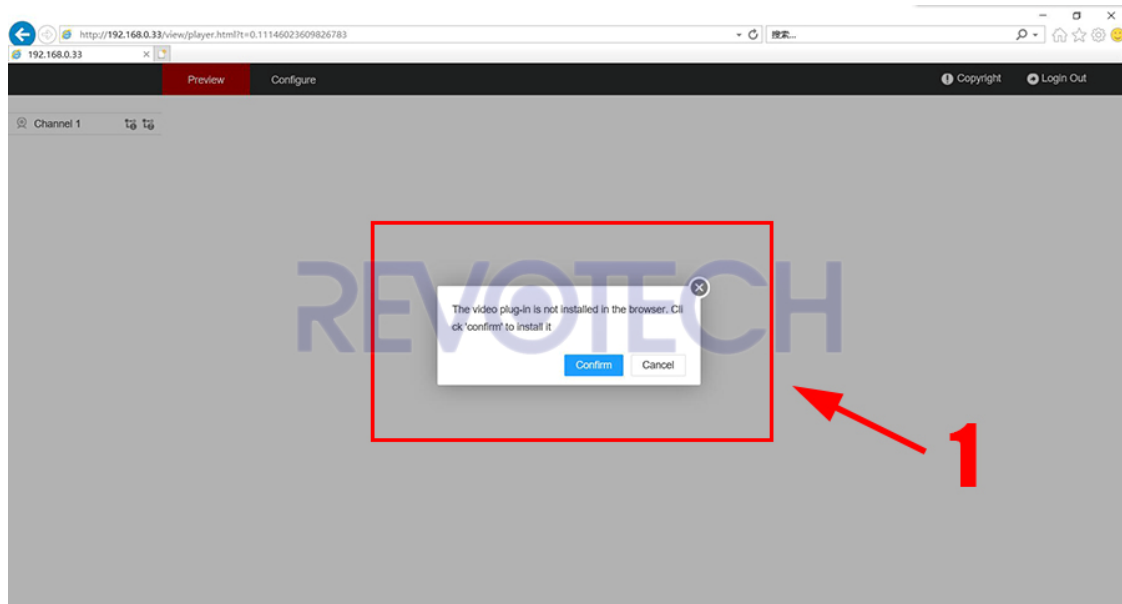 http://192.168.0.33/view/player.html?t=0.11146023609826783
搜索...
192.168.0.33
Preview Configure Copyright Login Out
Channel 1
REVOTECH
The video plug-in is not installed in the browser. Cli
ck 'confirm' to install it
Confirm Cancel
1